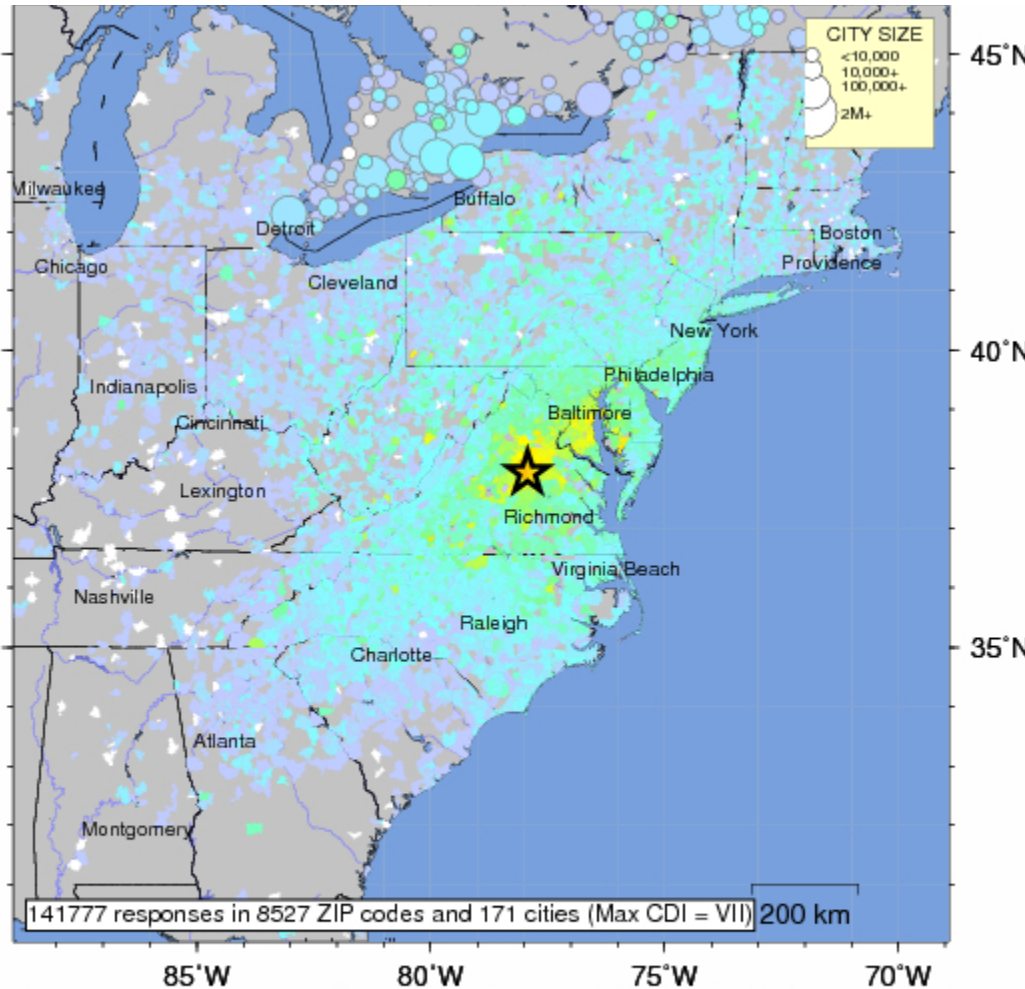 CITY SIZE
<10,000
10,000+
100,000+
2M+
45°N
Milwaukee
Buffalo
Detroit
Boston
Chicago
Providence
Cleveland
New York
40°N
Philadelphia
Indianapolis
Baltimore
Cincinnati
Lexington
Richmond
Virginia Beach
Nashville
Raleigh
35°N
Charlotte
Atlanta
Montgomery
141777 responses in 8527 ZIP codes and 171 cities (Max CDI = VII)
200 km
85°W
80°W
75°W
70°W